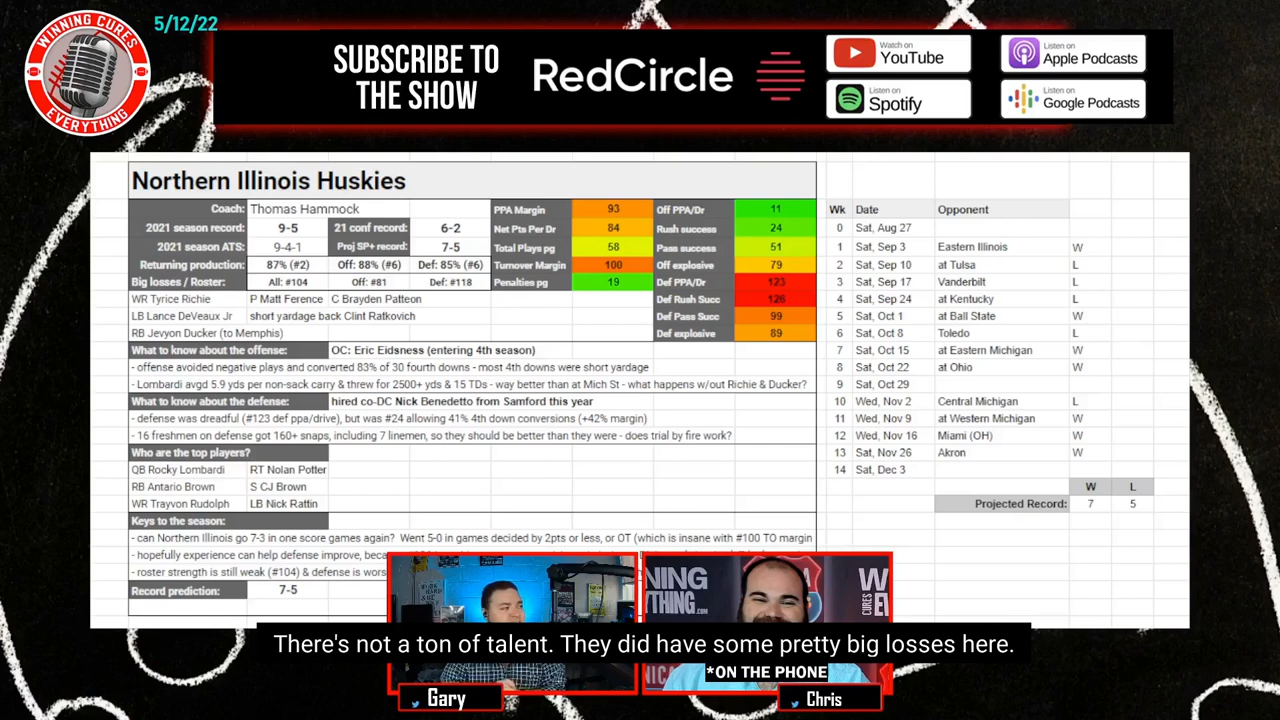 5/12/22
WINNING CURES
EVERYTHING
SUBSCRIBE TO
THE SHOW
RedCircle
Watch on
YouTube
Listen on
Spotify
Listen on
Apple Podcasts
Listen on
Google Podcasts
Northern Illinois Huskies
Coach: Thomas Hammock PPA Margin 93 Off PPA/Dr 11
2021 season record: 9-5 21 conf record: 6-2 Net Pts Per Dr 84 Rush success 24
2021 season ATS: 9-4-1 Proj SP+ record: 7-5 Total Plays pg 58 Pass success 51
Returning production: 87% (#2) Off: 88% (#6) Def: 85% (#6) Turnover Margin 100 Off explosive 79
Big losses / Roster: All: #104 Off: #81 Def: #118 Penalties pg 19 Def PPA/Dr 123
WR Tyrice Richie P Matt Ference C Brayden Patteon Def Rush Succ 126
LB Lance DeVeaux Jr short yardage back Clint Ratkovich Def Pass Succ 99
RB Jevyon Ducker (to Memphis) Def explosive 89
What to know about the offense: OC: Eric Eidsness (entering 4th season)
- offense avoided negative plays and converted 83% of 30 fourth downs - most 4th downs were short yardage
- Lombardi avgd 5.9 yds per non-sack carry & threw for 2500+ yds & 15 TDs - way better than at Mich St - what happens w/out Richie & Ducker?
What to know about the defense: hired co-DC Nick Benedetto from Samford this year
- defense was dreadful (#123 def ppa/drive), but was #24 allowing 41% 4th down conversions (+42% margin)
- 16 freshmen on defense got 160+ snaps, including 7 linemen, so they should be better than they were - does trial by fire work?
Who are the top players?
QB Rocky Lombardi RT Nolan Potter
RB Antario Brown S CJ Brown
WR Trayvon Rudolph LB Nick Rattin
Keys to the season:
- can Northern Illinois go 7-3 in one score games again? Went 5-0 in games decided by 2pts or less, or OT (which is insane with #100 TO margin
- hopefully experience can help defense improve, beca
- roster strength is still weak (#104) & defense is wors
Record prediction: 7-5
Wk Date Opponent
0 Sat, Aug 27
1 Sat, Sep 3 Eastern Illinois W
2 Sat, Sep 10 at Tulsa L
3 Sat, Sep 17 Vanderbilt L
4 Sat, Sep 24 at Kentucky L
5 Sat, Oct 1 at Ball State W
6 Sat, Oct 8 Toledo L
7 Sat, Oct 15 at Eastern Michigan W
8 Sat, Oct 22 at Ohio W
9 Sat, Oct 29
10 Wed, Nov 2 Central Michigan L
11 Wed, Nov 9 at Western Michigan W
12 Wed, Nov 16 Miami (OH) W
13 Sat, Nov 26 Akron W
14 Sat, Dec 3
W L
Projected Record: 7 5
There's not a ton of talent. They did have some pretty big losses here.
*ON THE PHONE
Gary
Chris